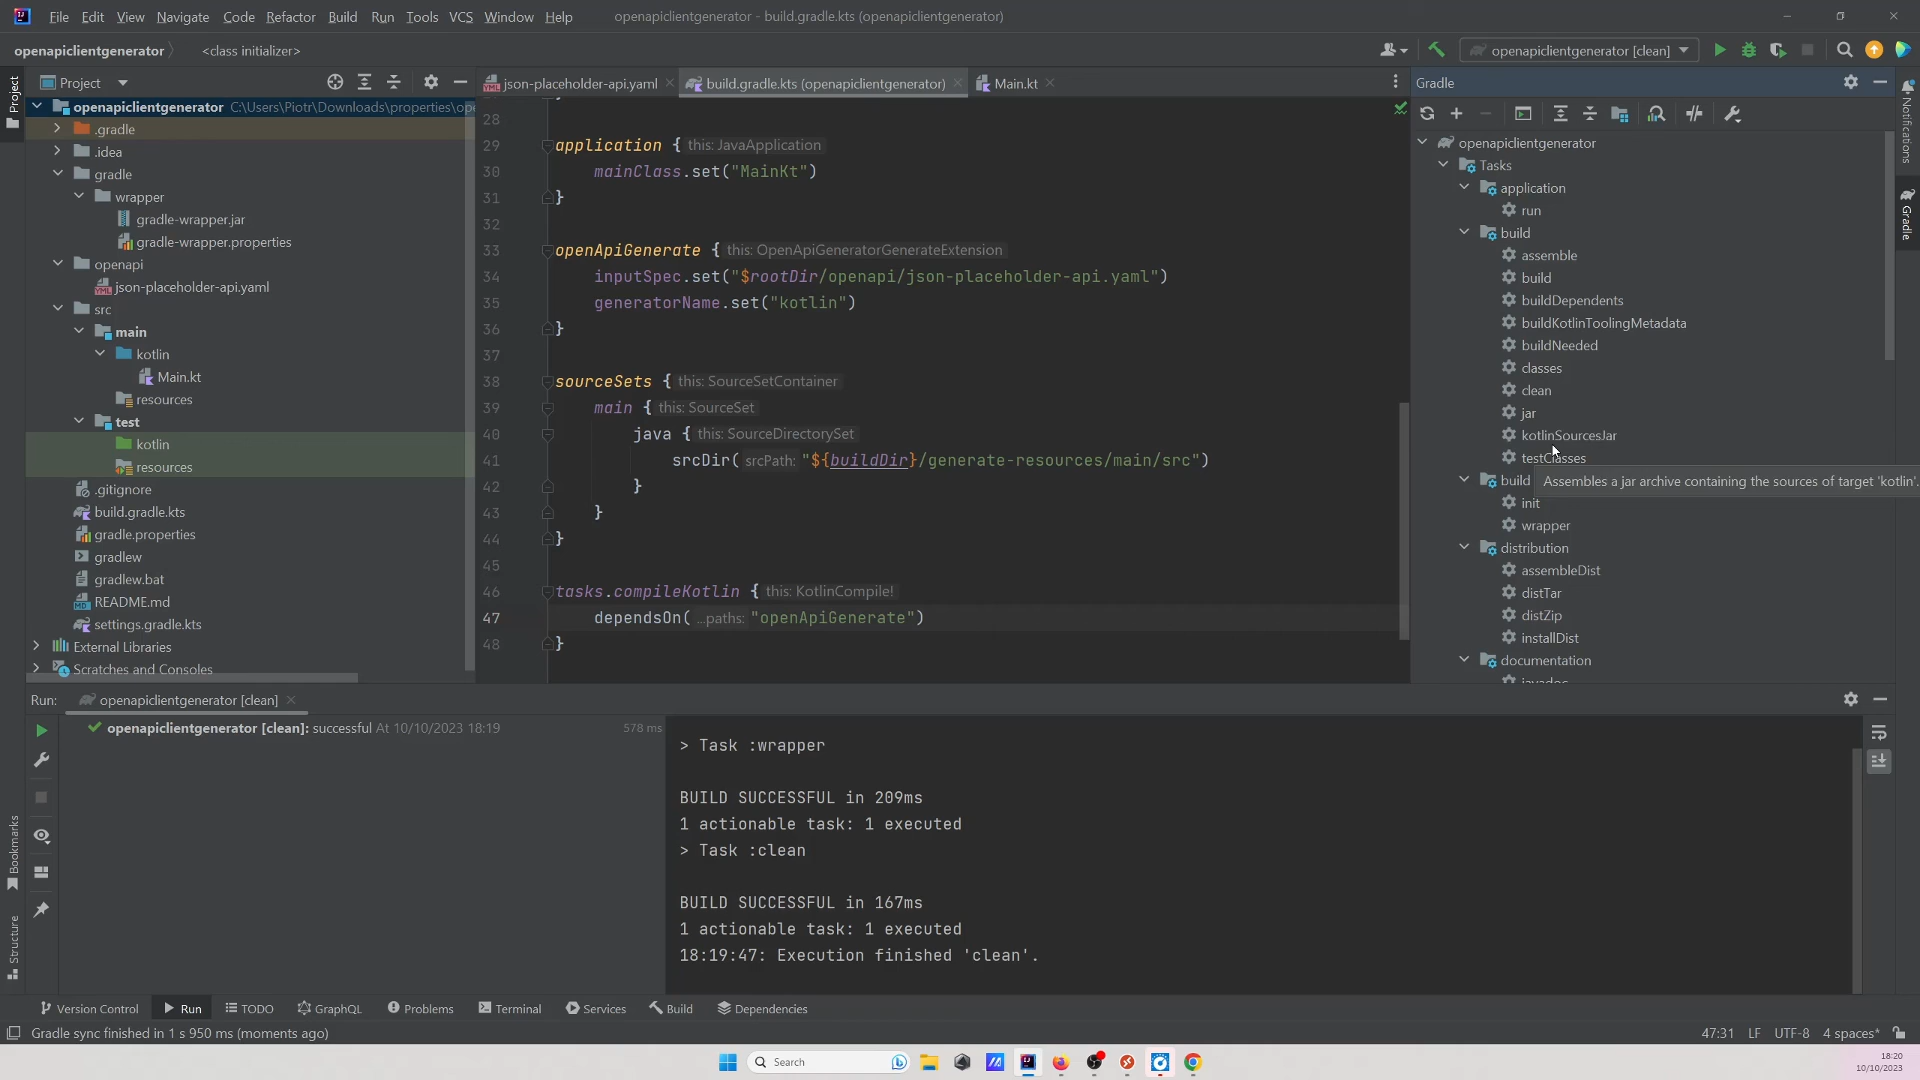 File Edit View Navigate Code Refactor Build Run Tools VCS Window Help openapiclientgenerator - build.gradle.kts (openapiclientgenerator)
openapiclientgenerator <class initializer> openapiclientgenerator [clean]
Project
json-placeholder-api.yaml build.gradle.kts (openapiclientgenerator) Main.kt
Gradle
Project
openapiclientgenerator C:\Users\Piotr\Downloads\properties\op
.gradle
.idea
gradle
wrapper
gradle-wrapper.jar
gradle-wrapper.properties
openapi
json-placeholder-api.yaml
src
main
kotlin
Main.kt
resources
test
kotlin
resources
.gitignore
build.gradle.kts
gradle.properties
gradlew
gradlew.bat
README.md
settings.gradle.kts
External Libraries
Scratches and Consoles
28
29 application { this: JavaApplication
30 mainClass.set("MainKt")
31 }
32
33 openApiGenerate { this: OpenApiGeneratorGenerateExtension
34 inputSpec.set("$rootDir/openapi/json-placeholder-api.yaml")
35 generatorName.set("kotlin")
36 }
37
38 sourceSets { this: SourceSetContainer
39 main { this: SourceSet
40 java { this: SourceDirectorySet
41 srcDir( srcPath: "${buildDir}/generate-resources/main/src")
42 }
43 }
44 }
45
46 tasks.compileKotlin { this: KotlinCompile!
47 dependsOn( ...paths: "openApiGenerate")
48 }
openapiclientgenerator
Tasks
application
run
build
assemble
build
buildDependents
buildKotlinToolingMetadata
buildNeeded
classes
clean
jar
kotlinSourcesJar
testClasses
build
Assembles a jar archive containing the sources of target 'kotlin'.
init
wrapper
distribution
assembleDist
distTar
distZip
installDist
documentation
javadoc
Notifications
Gradle
Run: openapiclientgenerator [clean]
openapiclientgenerator [clean]: successful At 10/10/2023 18:19 578 ms
> Task :wrapper
BUILD SUCCESSFUL in 209ms
1 actionable task: 1 executed
> Task :clean
BUILD SUCCESSFUL in 167ms
1 actionable task: 1 executed
18:19:47: Execution finished 'clean'.
Bookmarks
Structure
Version Control Run TODO GraphQL Problems Terminal Services Build Dependencies
Gradle sync finished in 1 s 950 ms (moments ago) 47:31 LF UTF-8 4 spaces*
Search
18:20
10/10/2023